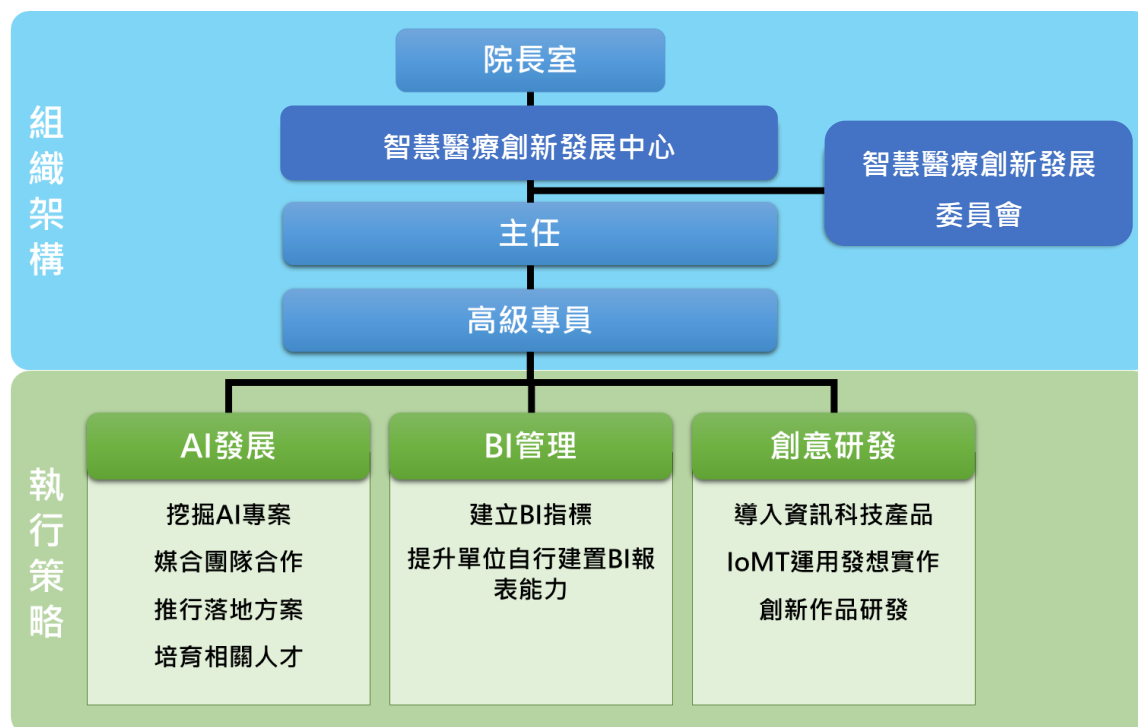 組織架構
院長室
智慧醫療創新發展中心
智慧醫療創新發展
委員會
主任
高級專員
執行策略
AI發展
挖掘AI專案
媒合團隊合作
推行落地方案
培育相關人才
BI管理
建立BI指標
提升單位自行建置BI報
表能力
創意研發
導入資訊科技產品
IoMT運用發想實作
創新作品研發